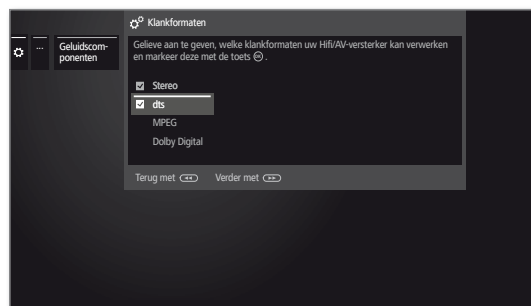 Klankformaten
...
Geluidscom-
ponenten
Gelieve aan te geven, welke klankformaten uw Hifi/AV-versterker kan verwerken
en markeer deze met de toets OK .
Stereo
dts
MPEG
Dolby Digital
Terug met Verder met